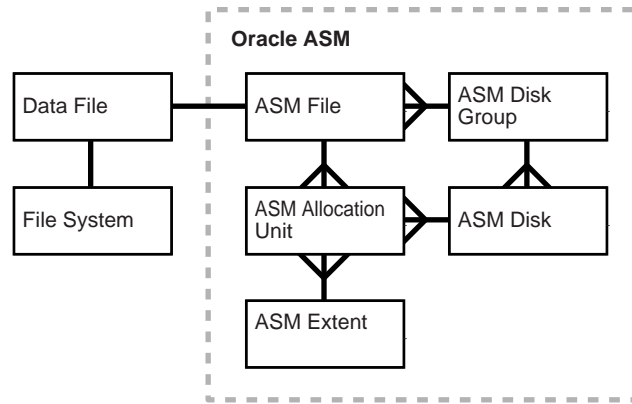 Oracle ASM
Data File
ASM File
ASM Disk
Group
File System
ASM Allocation
Unit
ASM Disk
ASM Extent